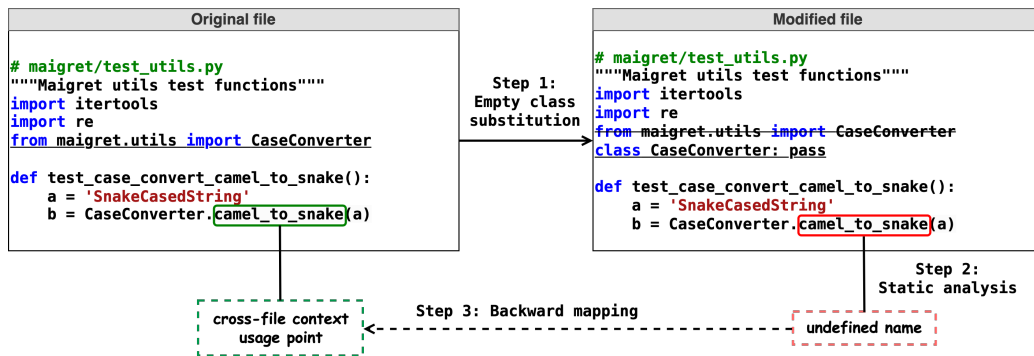 Original file
# maigret/test_utils.py
"""Maigret utils test functions"""
import itertools
import re
from maigret.utils import CaseConverter
def test_case_convert_camel_to_snake():
a = 'SnakeCasedString'
b = CaseConverter.camel_to_snake(a)
Step 1:
Empty class
substitution
Modified file
# maigret/test_utils.py
"""Maigret utils test functions"""
import itertools
import re
from maigret.utils import CaseConverter
class CaseConverter: pass
def test_case_convert_camel_to_snake():
a = 'SnakeCasedString'
b = CaseConverter.camel_to_snake(a)
Step 2:
Static analysis
undefined name
Step 3: Backward mapping
cross-file context
usage point